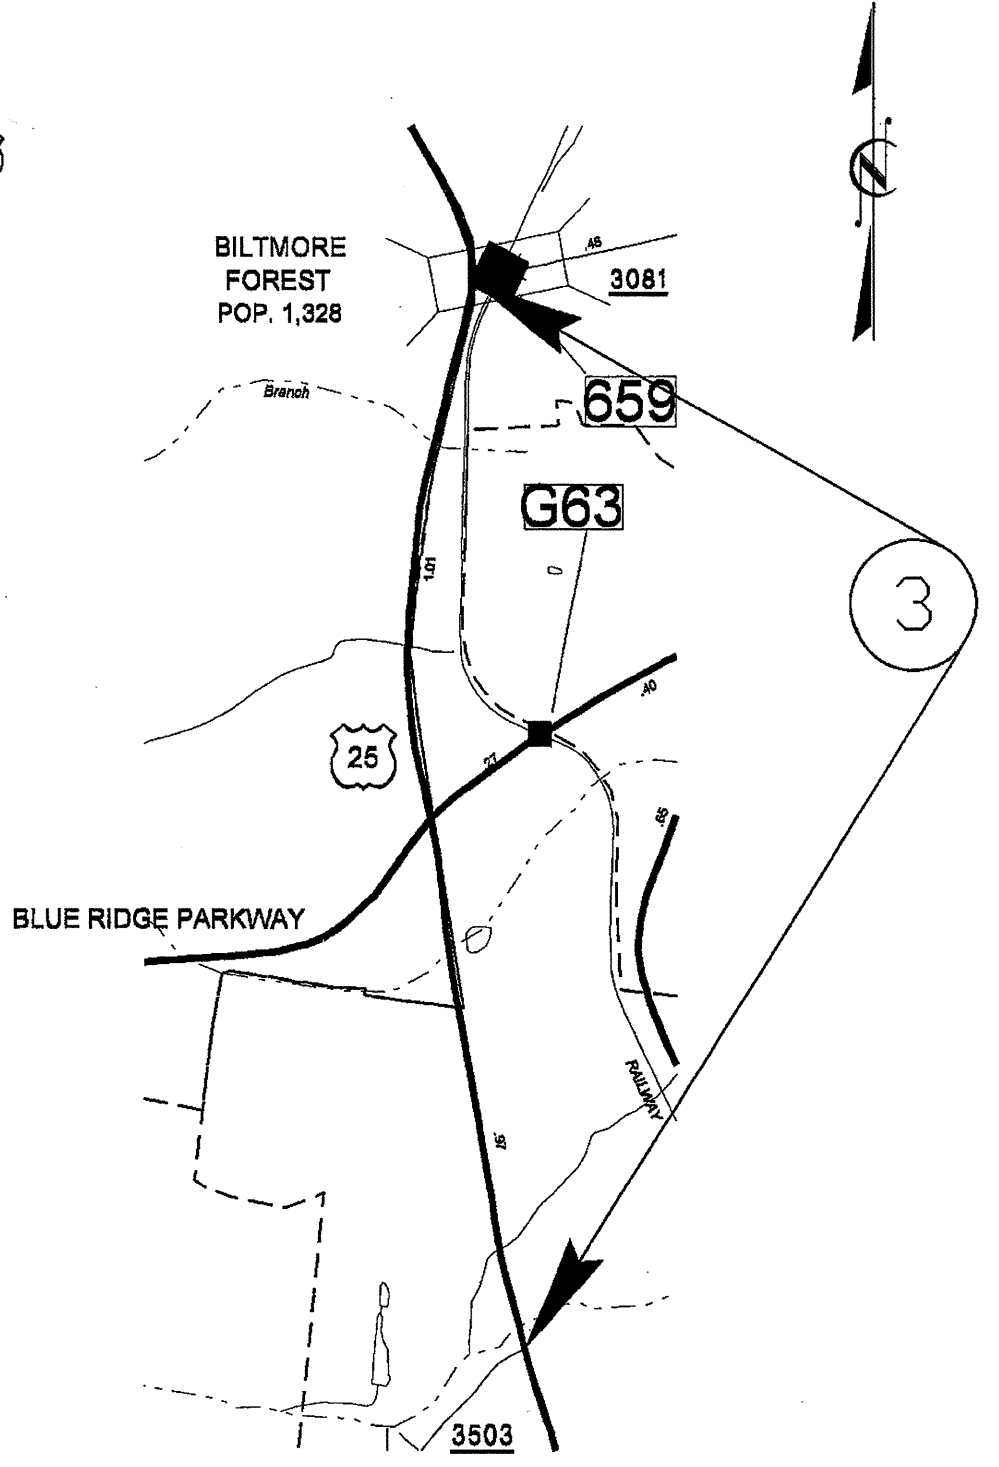 N
BILTMORE
FOREST
POP. 1,328
.46
3081
659
Branch
G63
1.01
3
.40
25
.27
.65
BLUE RIDGE PARKWAY
RAILWAY
.97
3503